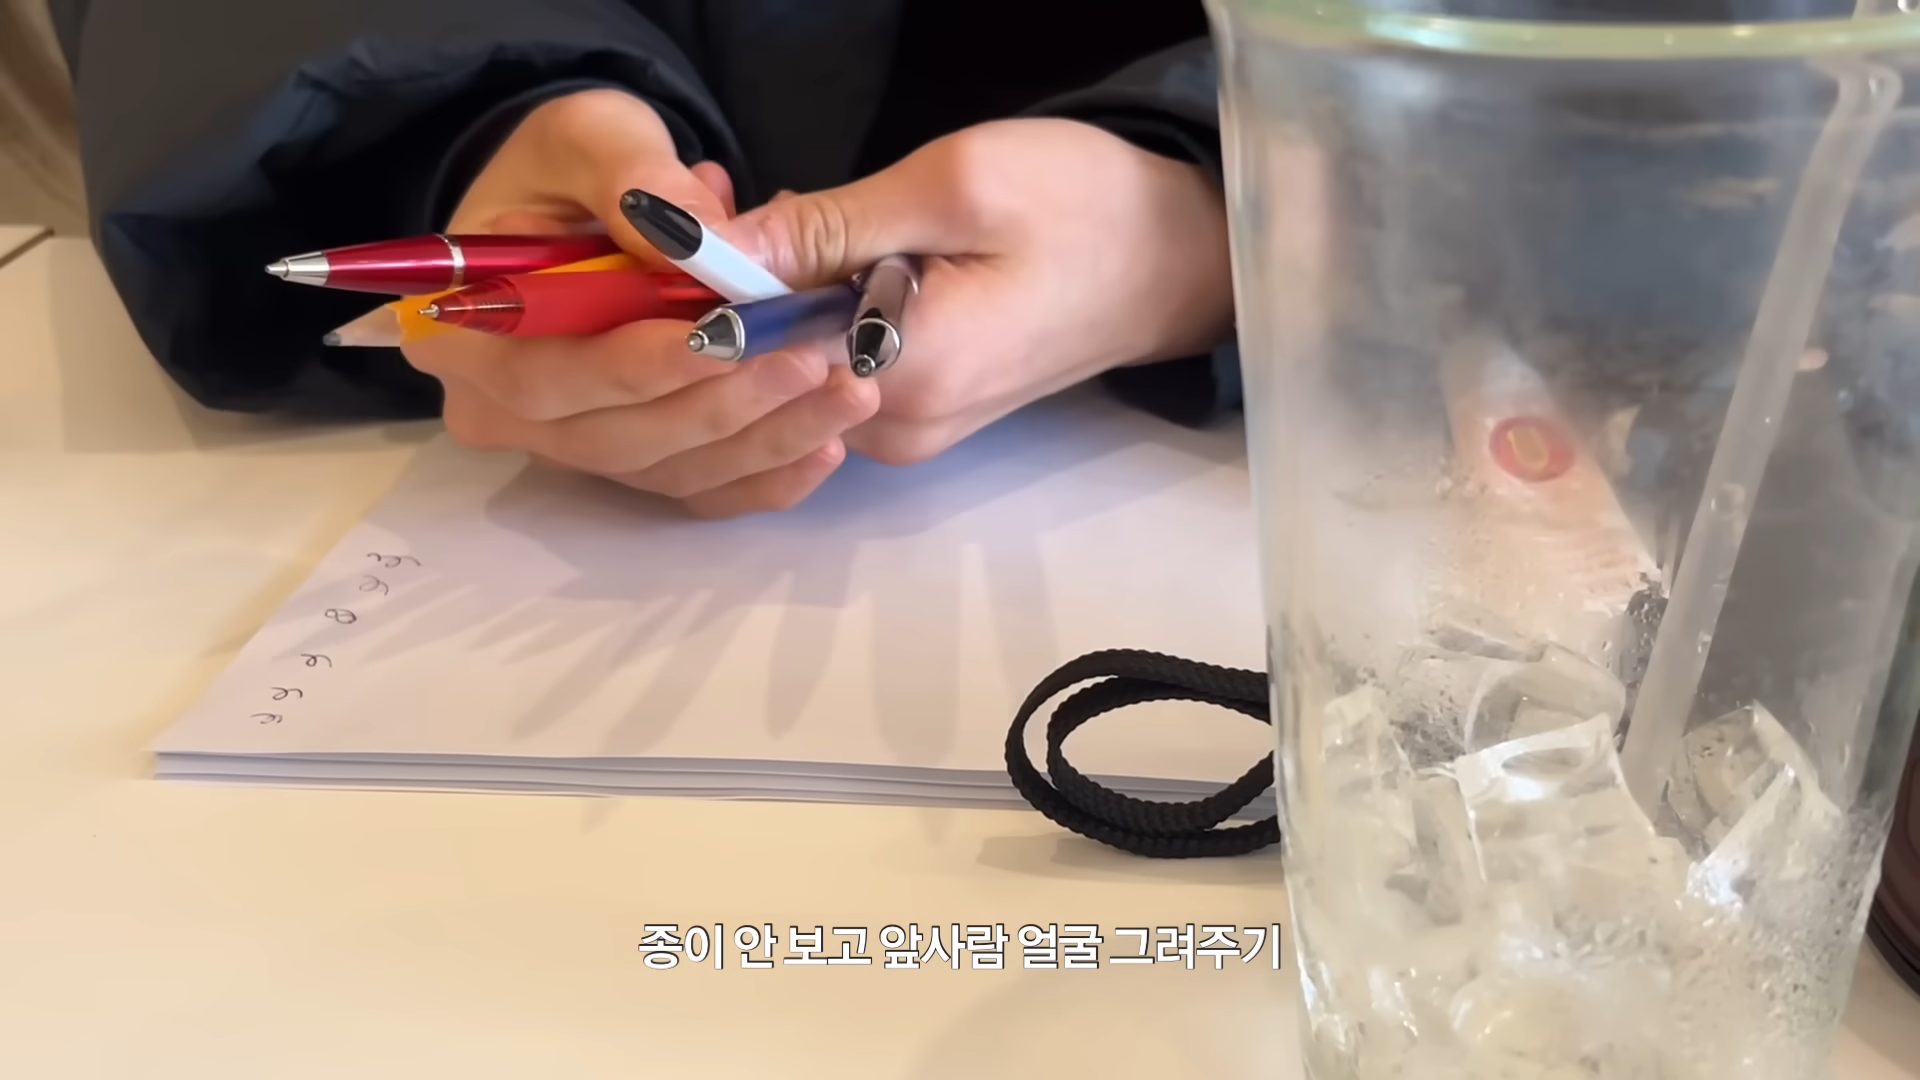 종이 안 보고 앞사람 얼굴 그려주기